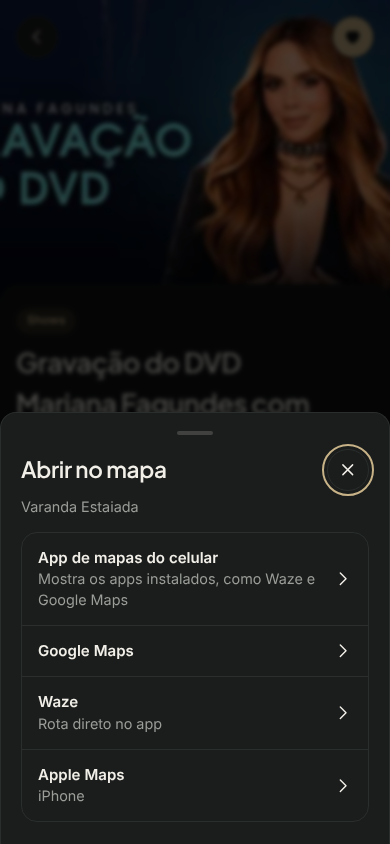 NA FAGUNDES
AVAÇÃO
DVD
Shows
Gravação do DVD
Mariana Fagundes com
Abrir no mapa
Varanda Estaiada
App de mapas do celular
Mostra os apps instalados, como Waze e
Google Maps
Google Maps
Waze
Rota direto no app
Apple Maps
iPhone